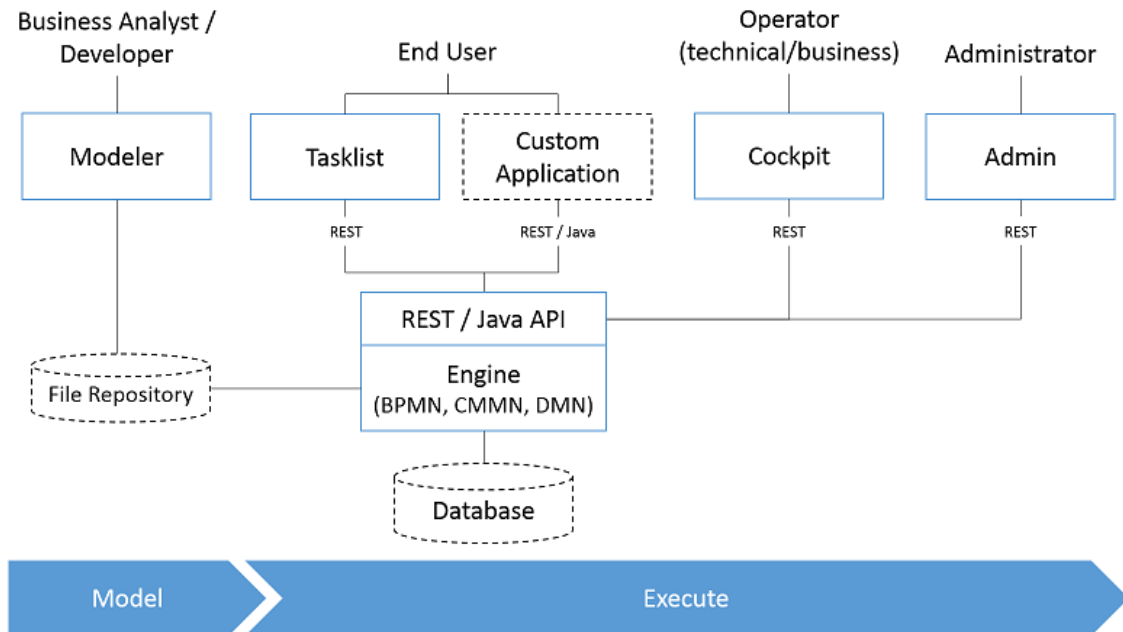 Business Analyst /
Developer
End User
Operator
(technical/business)
Administrator
Modeler
Tasklist
Custom
Application
Cockpit
Admin
REST
REST / Java
REST
REST
REST / Java API
Engine
(BPMN, CMMN, DMN)
File Repository
Database
Model
Execute